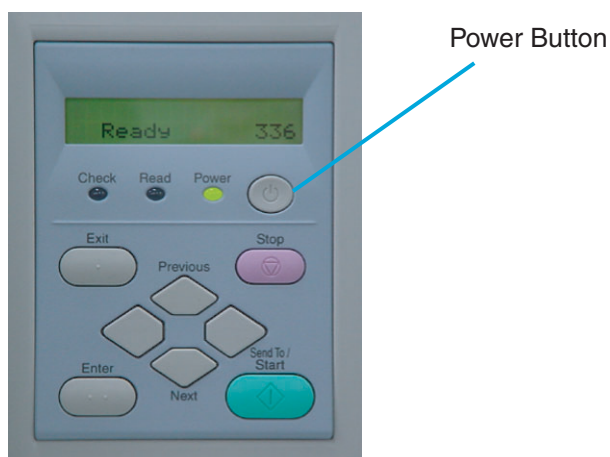 Power Button
Ready 336
Check Read Power
Exit Stop
Previous
Enter Send To /
Start
Next